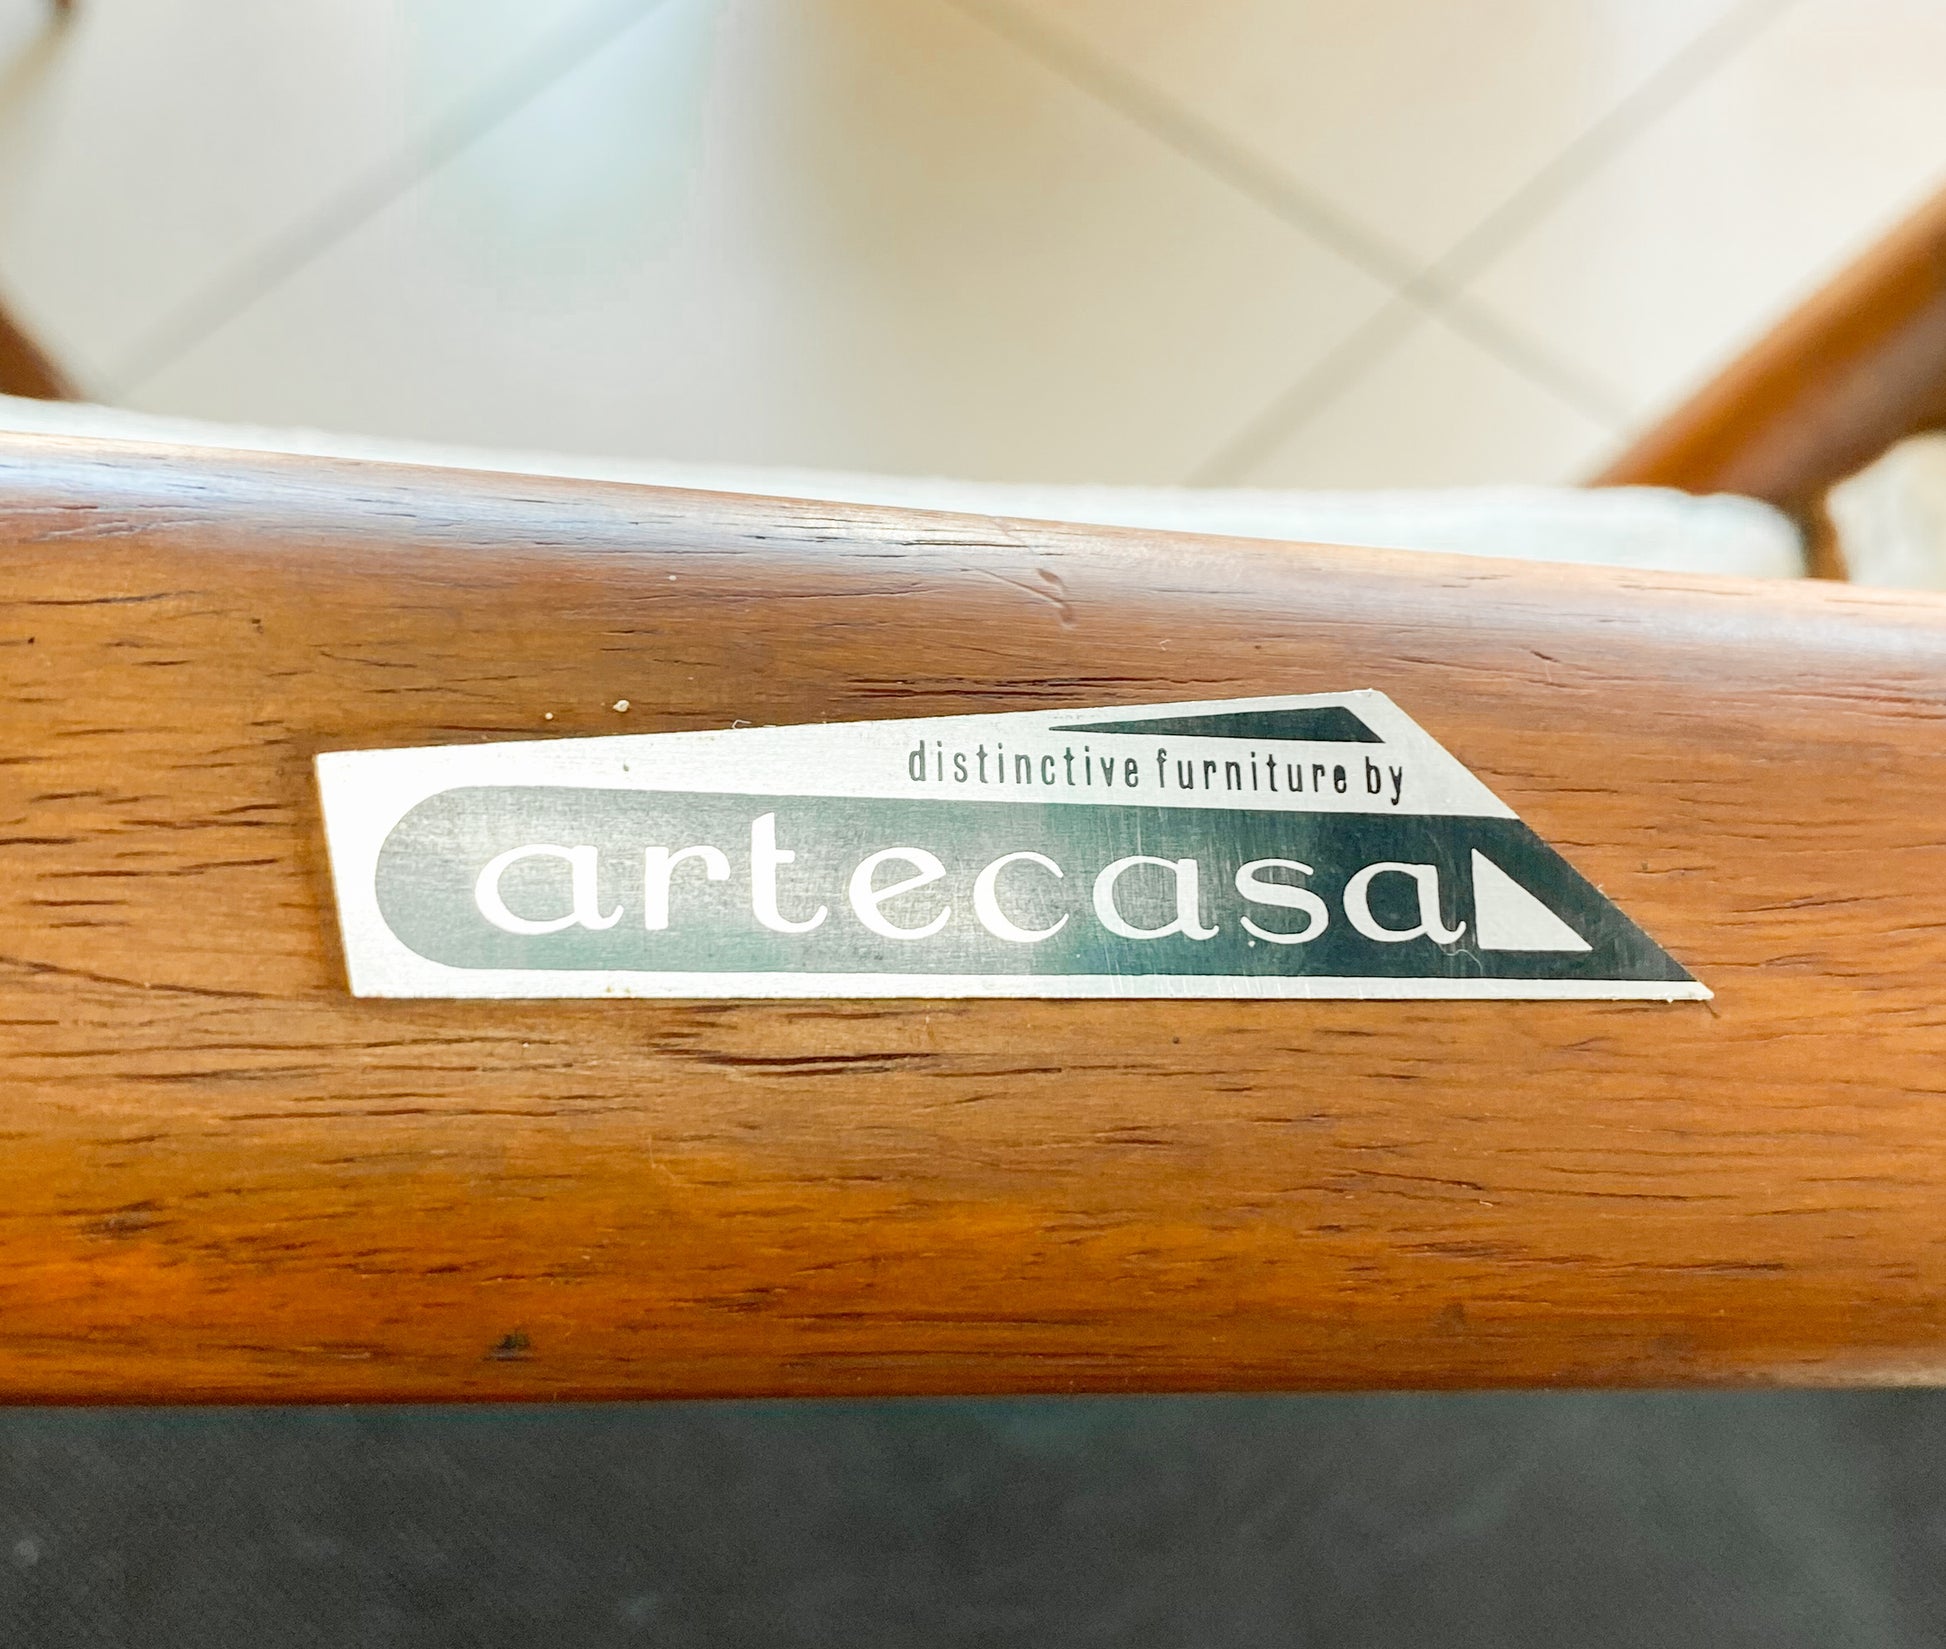 distinctive furniture by
artecasa